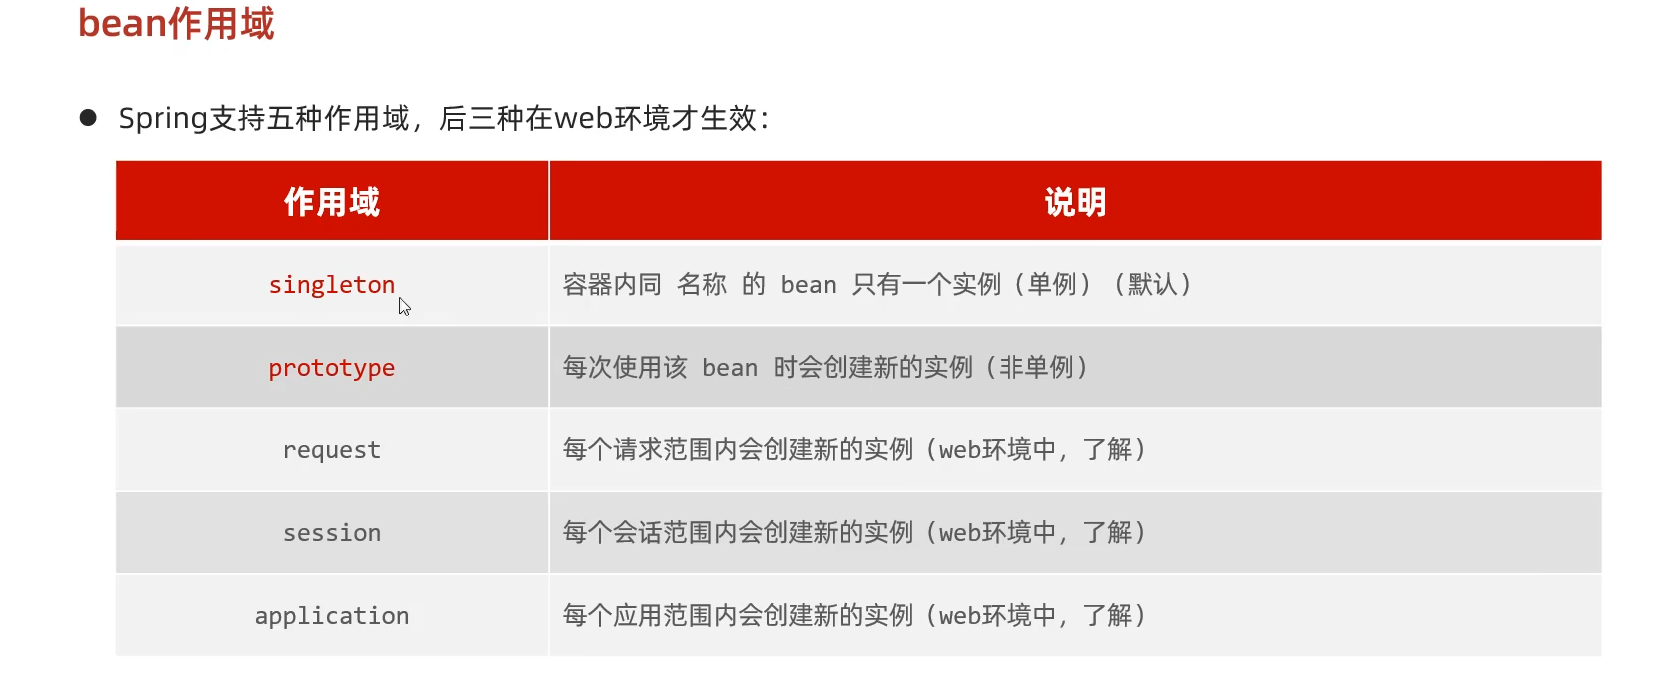 bean作用域
● Spring支持五种作用域，后三种在web环境才生效：
作用域 说明
singleton 容器内同 名称 的 bean 只有一个实例（单例）（默认）
prototype 每次使用该 bean 时会创建新的实例（非单例）
request 每个请求范围内会创建新的实例（web环境中，了解）
session 每个会话范围内会创建新的实例（web环境中，了解）
application 每个应用范围内会创建新的实例（web环境中，了解）